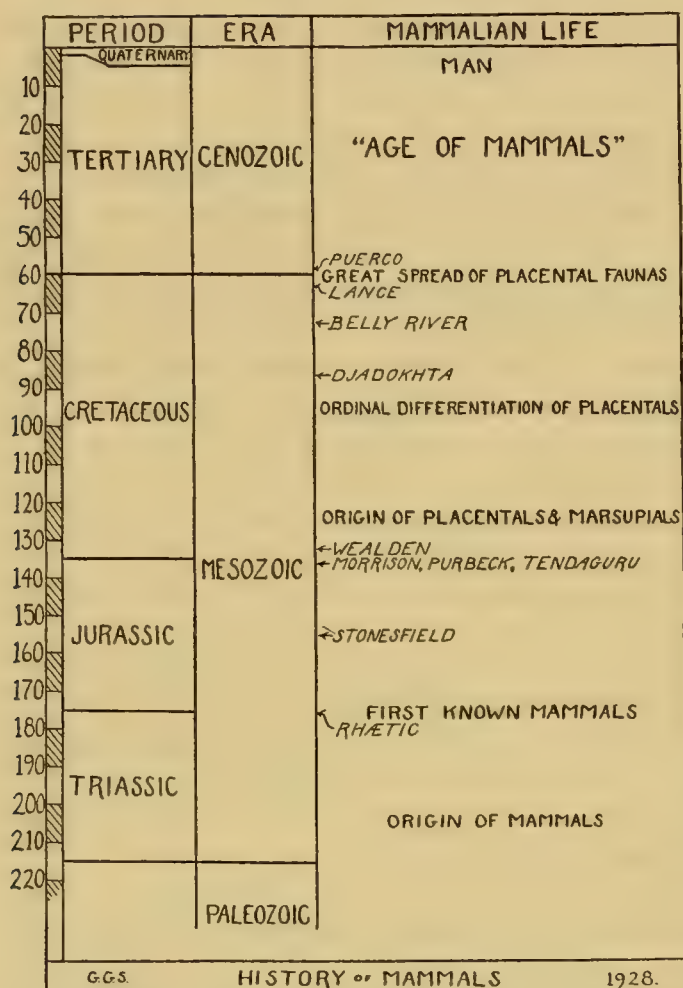 PERIOD ERA MAMMALIAN LIFE
QUATERNARY MAN
10
20
30 TERTIARY CENOZOIC "AGE OF MAMMALS"
40
50
PUERCO
60 GREAT SPREAD OF PLACENTAL FAUNAS
LANCE
70
BELLY RIVER
80
DJADOKHTA
90
CRETACEOUS ORDINAL DIFFERENTIATION OF PLACENTALS
100
110
120
ORIGIN OF PLACENTALS & MARSUPIALS
130
WEALDEN
MESOZOIC MORRISON, PURBECK, TENDAGURU
140
150
JURASSIC STONESFIELD
160
170
FIRST KNOWN MAMMALS
180 RHÆTIC
190
TRIASSIC
200
ORIGIN OF MAMMALS
210
220
PALEOZOIC
G.G.S. HISTORY OF MAMMALS 1928.